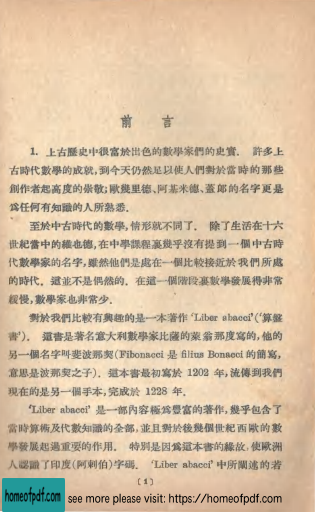 前 言
1. 上古歷史中很富於出色的數學家們的史實. 許多上
古時代數學的成就,到今天仍然足以使人們對於當時的那些
創作者起高度的崇敬;歐幾里德、阿基米德、蓋郎的名字更是
爲任何有知識的人所熟悉.
至於中古時代的數學,情形就不同了. 除了生活在十六
世紀當中的維也德,在中學課程裏幾乎沒有提到一個中古時
代數學家的名字,雖然他們是處在一個比較接近於我們所處
的時代. 這並不是偶然的. 在這一個階段裏數學發展得非常
緩慢,數學家也非常少.
對於我們比較有興趣的是一本著作‘Liber abacci’(‘算盤
書’). 這書是著名意大利數學家比薩的萊翁那度寫的,他的
另一個名字叫斐波那契(Fibonacci 是 filius Bonacci 的簡寫,
意思是波那契之子). 這本書最初寫於 1202 年,流傳到我們
現在的是另一個手本,完成於 1228 年.
‘Liber abacci’ 是一部內容極爲豐富的著作,幾乎包含了
當時算術及代數知識的全部,並且對於後幾個世紀西歐的數
學發展起過重要的作用. 特別是因爲這本書的緣故,使歐洲
人認識了印度(阿剌伯)字碼. ‘Liber abacci’ 中所闡述的若
(1)
homeofpdf.com see more please visit: https://homeofpdf.com